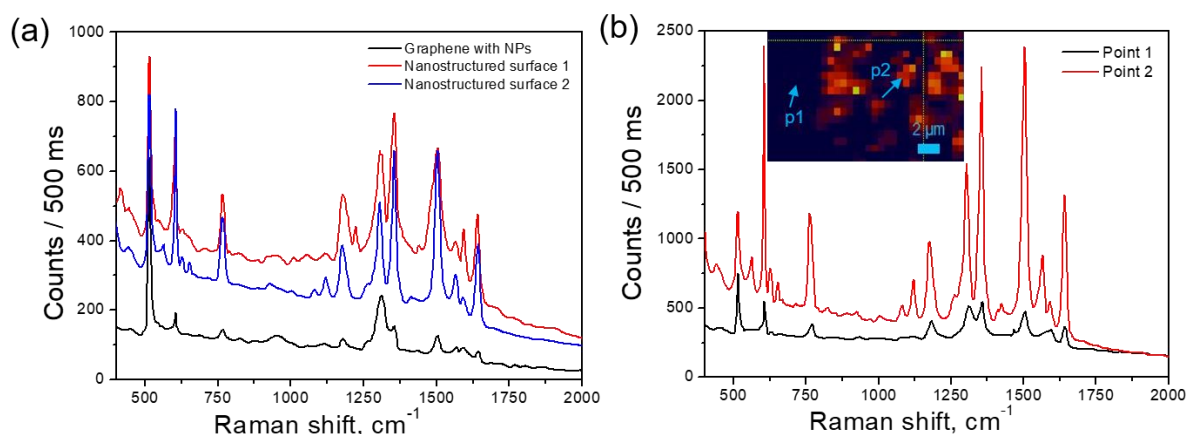 (a)
1000
800
600
400
200
0
Counts / 500 ms
Graphene with NPs
Nanostructured surface 1
Nanostructured surface 2
500 750 1000 1250 1500 1750 2000
Raman shift, cm⁻¹
(b)
2500
2000
1500
1000
500
0
Counts / 500 ms
p1
p2
2 µm
Point 1
Point 2
500 750 1000 1250 1500 1750 2000
Raman shift, cm⁻¹